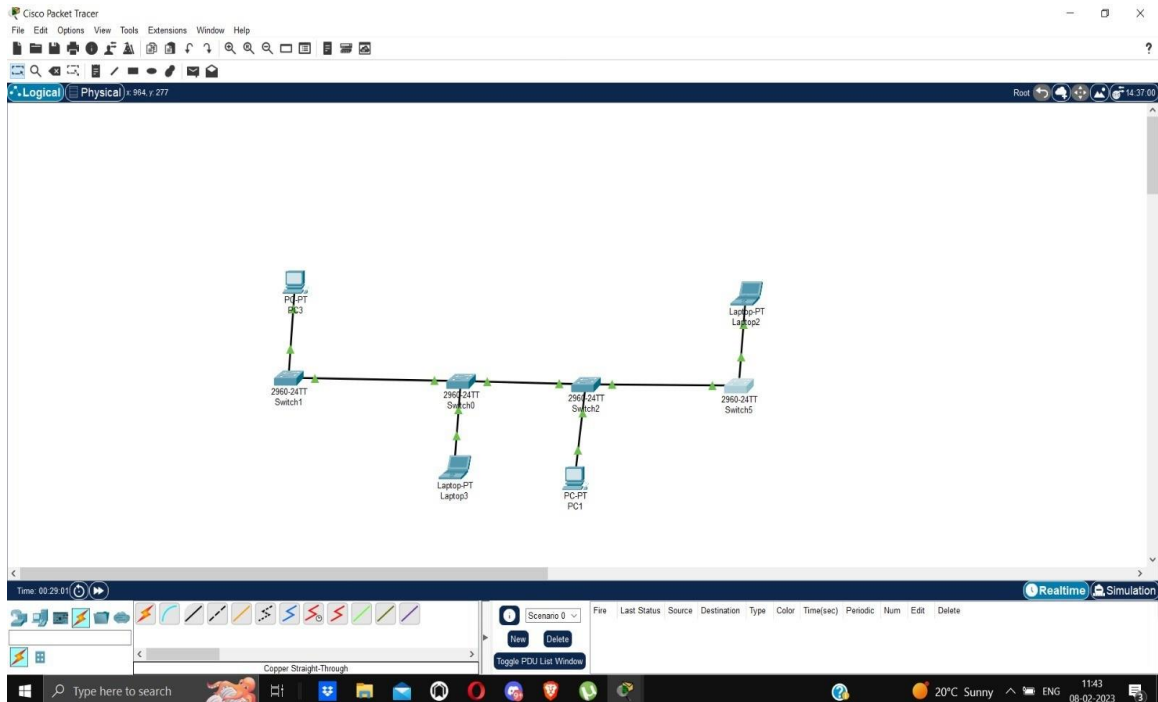 Cisco Packet Tracer
File Edit Options View Tools Extensions Window Help
?
Logical Physical x: 964, y: 277 Root 14:37:00
PC-PT
PC3
Laptop-PT
Laptop2
2960-24TT
Switch1
2960-24TT
Switch0
2960-24TT
Switch2
2960-24TT
Switch5
Laptop-PT
Laptop3
PC-PT
PC1
Time: 00:29:01 Realtime Simulation
Scenario 0 Fire Last Status Source Destination Type Color Time(sec) Periodic Num Edit Delete
New Delete
Toggle PDU List Window
Copper Straight-Through
Type here to search 20°C Sunny ENG 11:43
08-02-2023 3